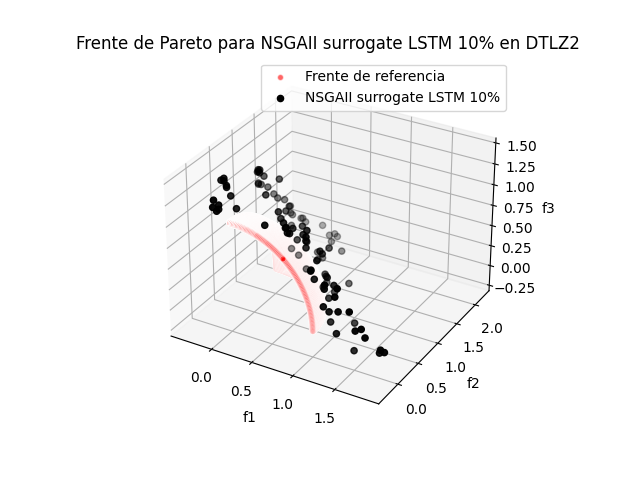 Frente de Pareto para NSGAII surrogate LSTM 10% en DTLZ2
Frente de referencia
NSGAII surrogate LSTM 10%
1.50
1.25
1.00
0.75
0.50
0.25
0.00
−0.25
f3
2.0
1.5
1.0
0.5
0.0
f2
0.0
0.5
1.0
1.5
f1